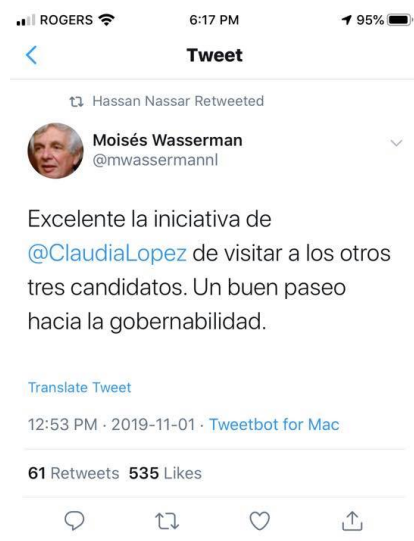 ROGERS 6:17 PM 95%
Tweet
Hassan Nassar Retweeted
Moisés Wasserman
@mwassermannl
Excelente la iniciativa de
@ClaudiaLopez de visitar a los otros
tres candidatos. Un buen paseo
hacia la gobernabilidad.
Translate Tweet
12:53 PM · 2019-11-01 · Tweetbot for Mac
61 Retweets 535 Likes